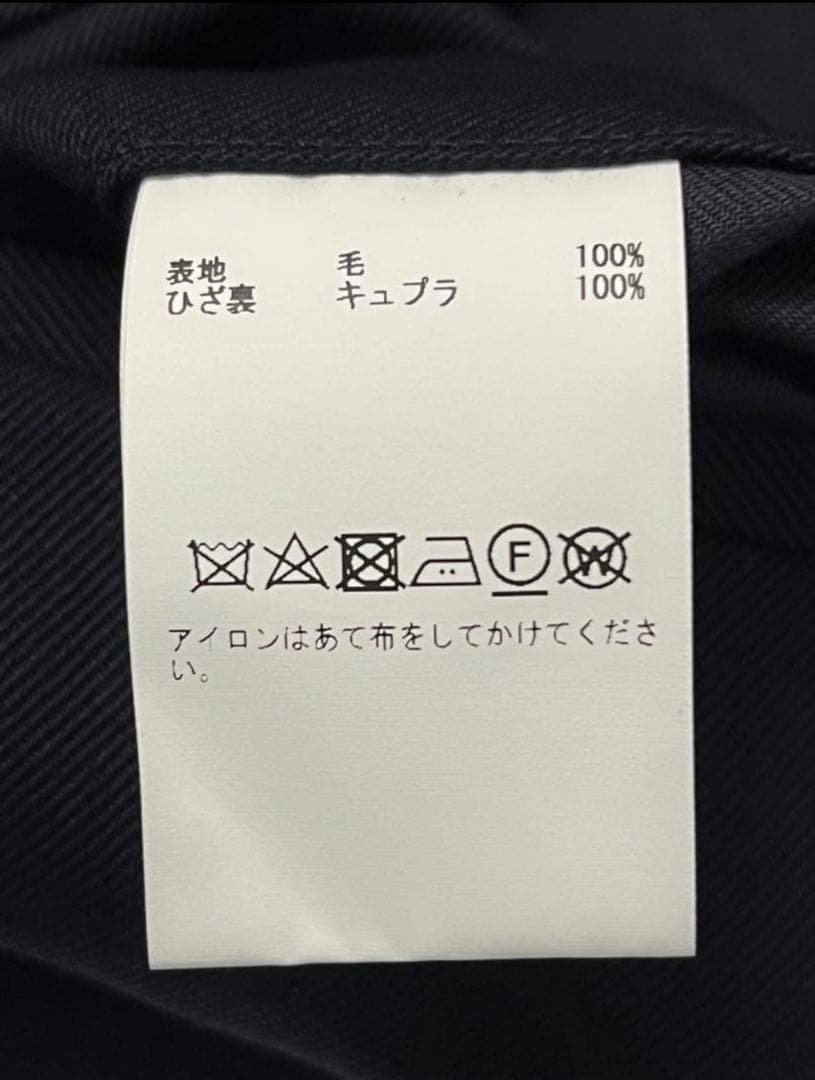 表地 毛 100%
ひざ裏 キュプラ 100%
F W
アイロンはあて布をしてかけてくださ
い。